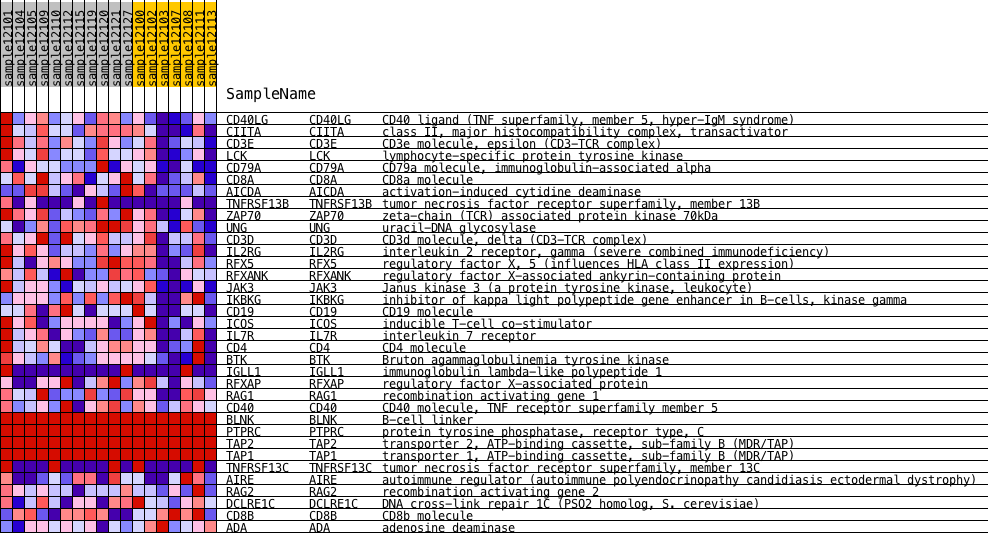 sample12101
sample12104
sample12105
sample12109
sample12110
sample12112
sample12115
sample12119
sample12120
sample12121
sample12127
sample12100
sample12102
sample12103
sample12107
sample12108
sample12111
sample12113
SampleName
CD40LG CD40LG CD40 ligand (TNF superfamily, member 5, hyper-IgM syndrome)
CIITA CIITA class II, major histocompatibility complex, transactivator
CD3E CD3E CD3e molecule, epsilon (CD3-TCR complex)
LCK LCK lymphocyte-specific protein tyrosine kinase
CD79A CD79A CD79a molecule, immunoglobulin-associated alpha
CD8A CD8A CD8a molecule
AICDA AICDA activation-induced cytidine deaminase
TNFRSF13B TNFRSF13B tumor necrosis factor receptor superfamily, member 13B
ZAP70 ZAP70 zeta-chain (TCR) associated protein kinase 70kDa
UNG UNG uracil-DNA glycosylase
CD3D CD3D CD3d molecule, delta (CD3-TCR complex)
IL2RG IL2RG interleukin 2 receptor, gamma (severe combined immunodeficiency)
RFX5 RFX5 regulatory factor X, 5 (influences HLA class II expression)
RFXANK RFXANK regulatory factor X-associated ankyrin-containing protein
JAK3 JAK3 Janus kinase 3 (a protein tyrosine kinase, leukocyte)
IKBKG IKBKG inhibitor of kappa light polypeptide gene enhancer in B-cells, kinase gamma
CD19 CD19 CD19 molecule
ICOS ICOS inducible T-cell co-stimulator
IL7R IL7R interleukin 7 receptor
CD4 CD4 CD4 molecule
BTK BTK Bruton agammaglobulinemia tyrosine kinase
IGLL1 IGLL1 immunoglobulin lambda-like polypeptide 1
RFXAP RFXAP regulatory factor X-associated protein
RAG1 RAG1 recombination activating gene 1
CD40 CD40 CD40 molecule, TNF receptor superfamily member 5
BLNK BLNK B-cell linker
PTPRC PTPRC protein tyrosine phosphatase, receptor type, C
TAP2 TAP2 transporter 2, ATP-binding cassette, sub-family B (MDR/TAP)
TAP1 TAP1 transporter 1, ATP-binding cassette, sub-family B (MDR/TAP)
TNFRSF13C TNFRSF13C tumor necrosis factor receptor superfamily, member 13C
AIRE AIRE autoimmune regulator (autoimmune polyendocrinopathy candidiasis ectodermal dystrophy)
RAG2 RAG2 recombination activating gene 2
DCLRE1C DCLRE1C DNA cross-link repair 1C (PSO2 homolog, S. cerevisiae)
CD8B CD8B CD8b molecule
ADA ADA adenosine deaminase